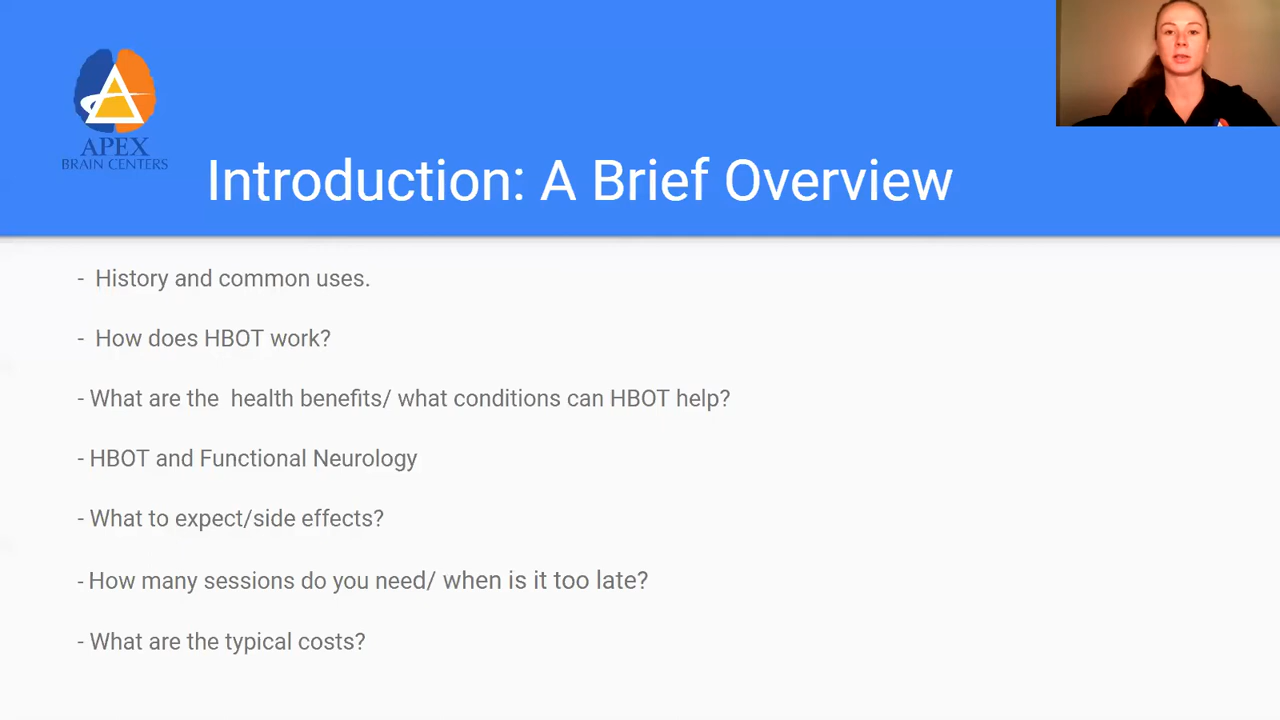 APEX
BRAIN CENTERS
Introduction: A Brief Overview
- History and common uses.
- How does HBOT work?
- What are the  health benefits/ what conditions can HBOT help?
- HBOT and Functional Neurology
- What to expect/side effects?
- How many sessions do you need/ when is it too late?
- What are the typical costs?